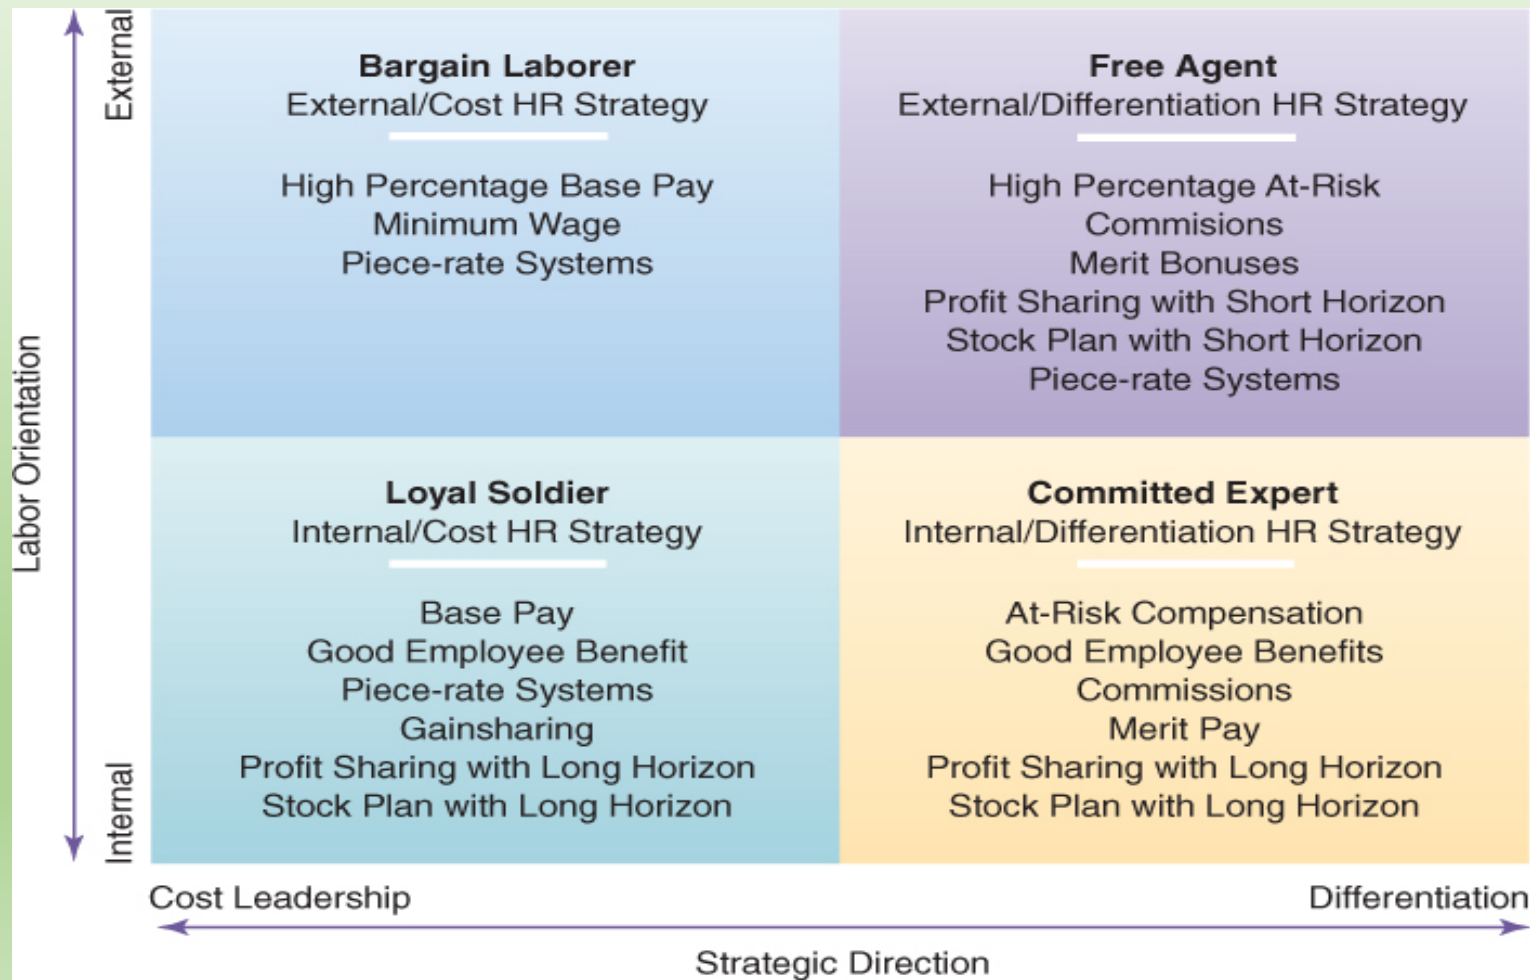 External
Internal
Labor Orientation
Bargain Laborer
External/Cost HR Strategy
High Percentage Base Pay
Minimum Wage
Piece-rate Systems
Free Agent
External/Differentiation HR Strategy
High Percentage At-Risk
Commisions
Merit Bonuses
Profit Sharing with Short Horizon
Stock Plan with Short Horizon
Piece-rate Systems
Loyal Soldier
Internal/Cost HR Strategy
Base Pay
Good Employee Benefit
Piece-rate Systems
Gainsharing
Profit Sharing with Long Horizon
Stock Plan with Long Horizon
Committed Expert
Internal/Differentiation HR Strategy
At-Risk Compensation
Good Employee Benefits
Commissions
Merit Pay
Profit Sharing with Long Horizon
Stock Plan with Long Horizon
Cost Leadership
Differentiation
Strategic Direction